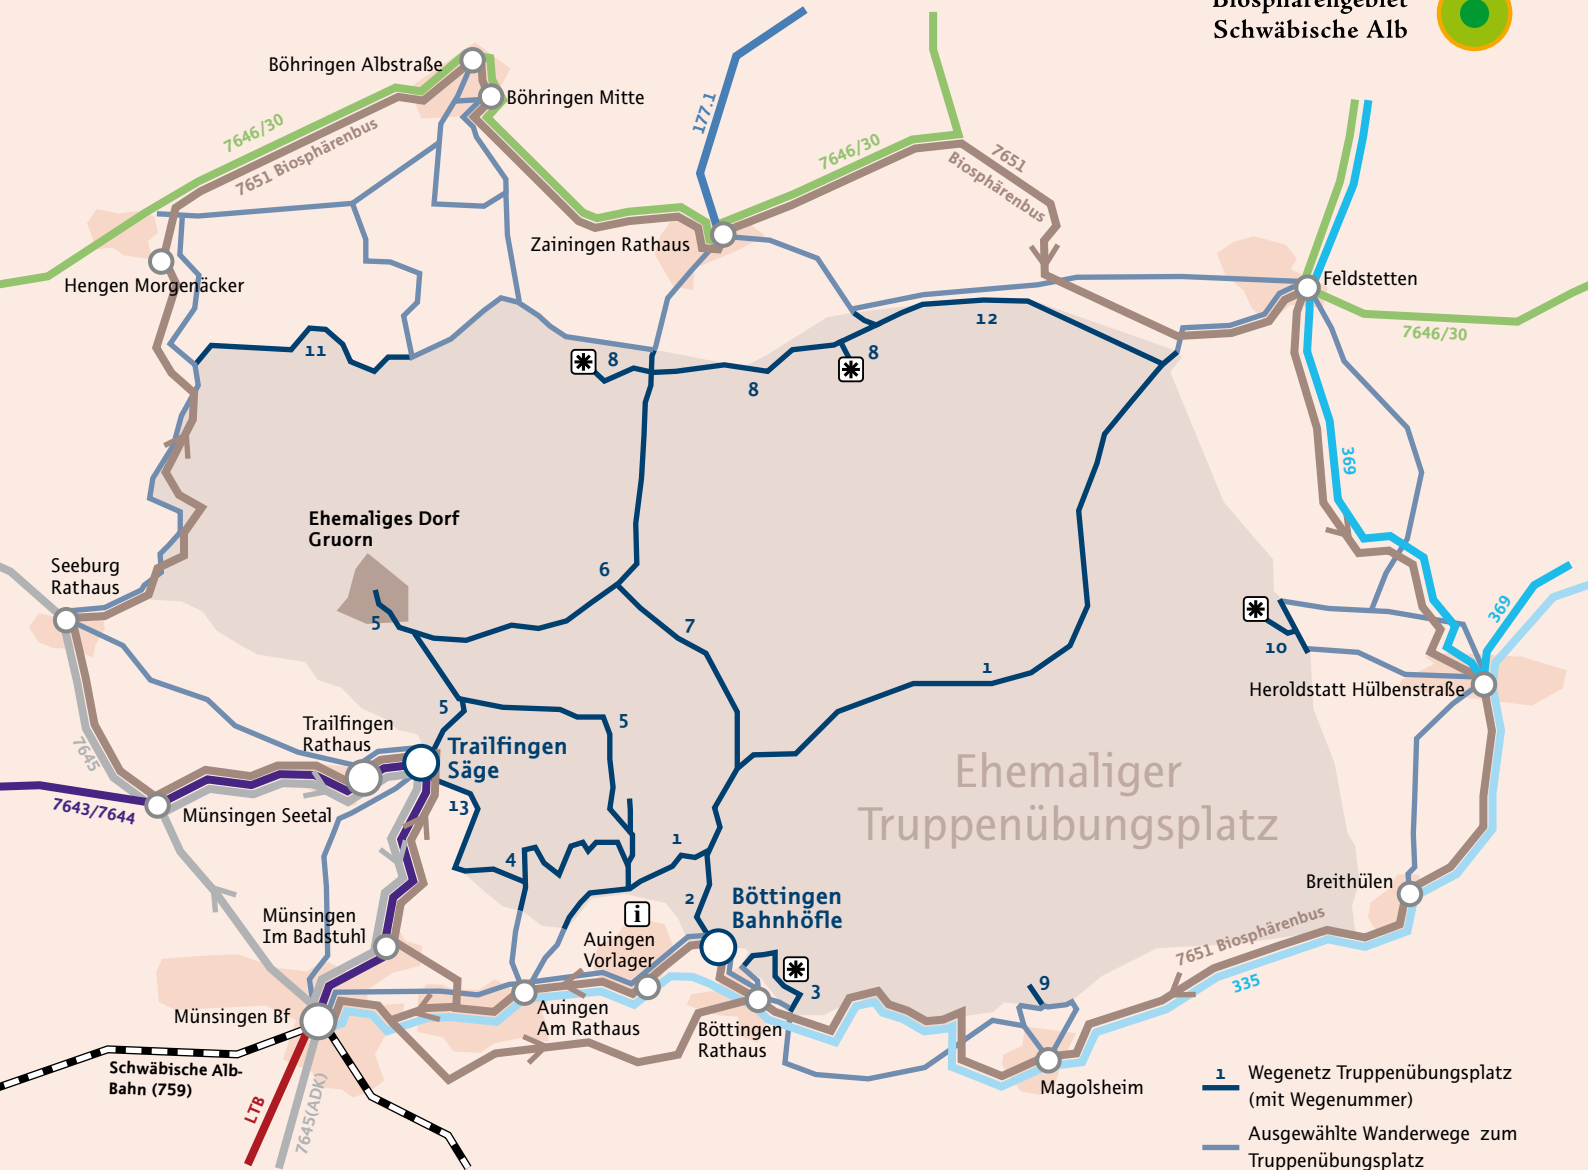 Biosphärengebiet
Schwäbische Alb
Böhringen Albstraße
Böhringen Mitte
177.1
7646/30
7651 Biosphärenbus
7646/30
7651
Biosphärenbus
Zainingen Rathaus
Hengen Morgenäcker
Feldstetten
7646/30
12
11
8
8
8
369
Ehemaliges Dorf
Gruorn
Seeburg
Rathaus
6
5
7
369
10
1
Heroldstatt Hülbenstraße
5
5
Trailfingen
Rathaus
Trailfingen
Säge
7645
Ehemaliger
Truppenübungsplatz
7643/7644
Münsingen Seetal
13
1
4
Breithülen
2
Böttingen
Bahnhöfle
Münsingen
Im Badstuhl
i
Auingen
Vorlager
7651 Biosphärenbus
335
3
9
Münsingen Bf
Auingen
Am Rathaus
Böttingen
Rathaus
Schwäbische Alb-
Bahn (759)
Magolsheim
LTB
7645(ADK)
1 Wegenetz Truppenübungsplatz
(mit Wegenummer)
Ausgewählte Wanderwege zum
Truppenübungsplatz